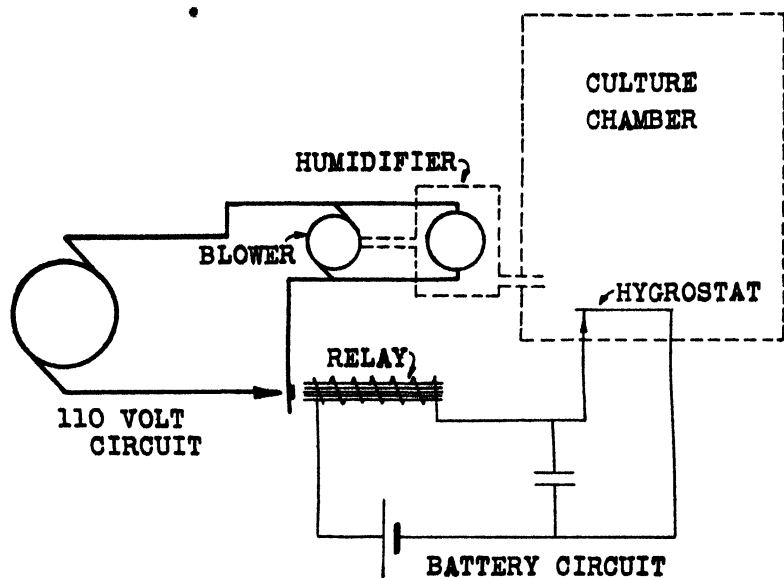 CULTURE
CHAMBER
HUMIDIFIER
BLOWER
HYGROSTAT
RELAY
110 VOLT
CIRCUIT
BATTERY CIRCUIT